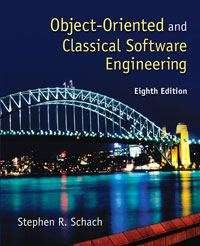 Object-Oriented and
Classical Software
Engineering
Eighth Edition
Stephen R. Schach